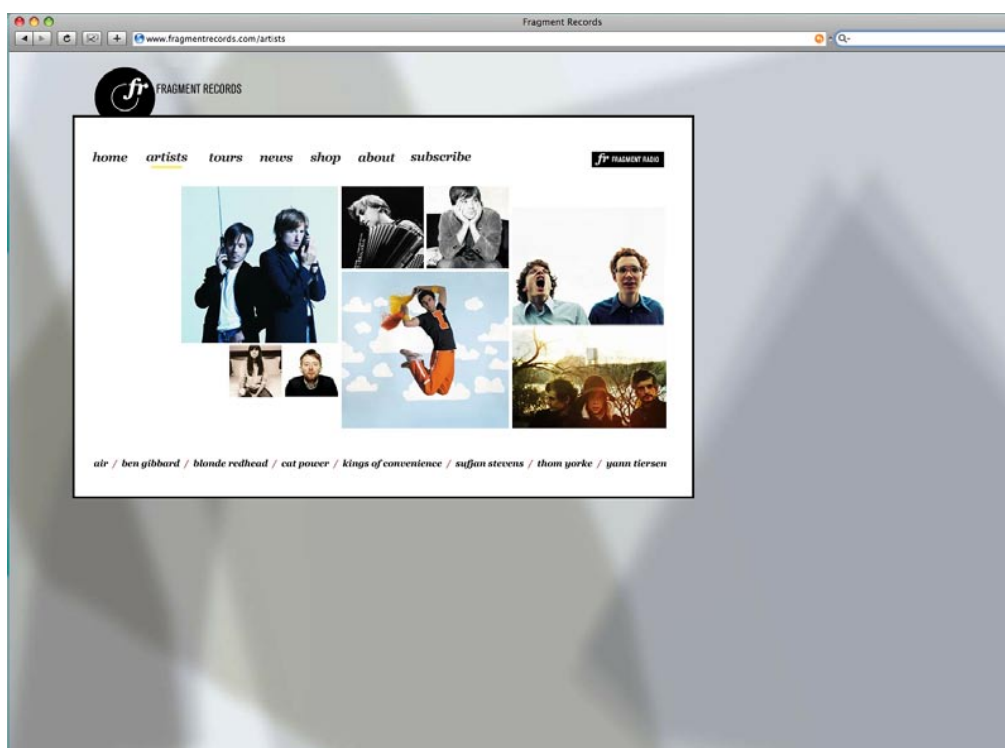 Fragment Records
www.fragmentrecords.com/artists
Q-
fr FRAGMENT RECORDS
home artists tours news shop about subscribe
fr FRAGMENT RADIO
I
air / ben gibbard / blonde redhead / cat power / kings of convenience / sufjan stevens / thom yorke / yann tiersen